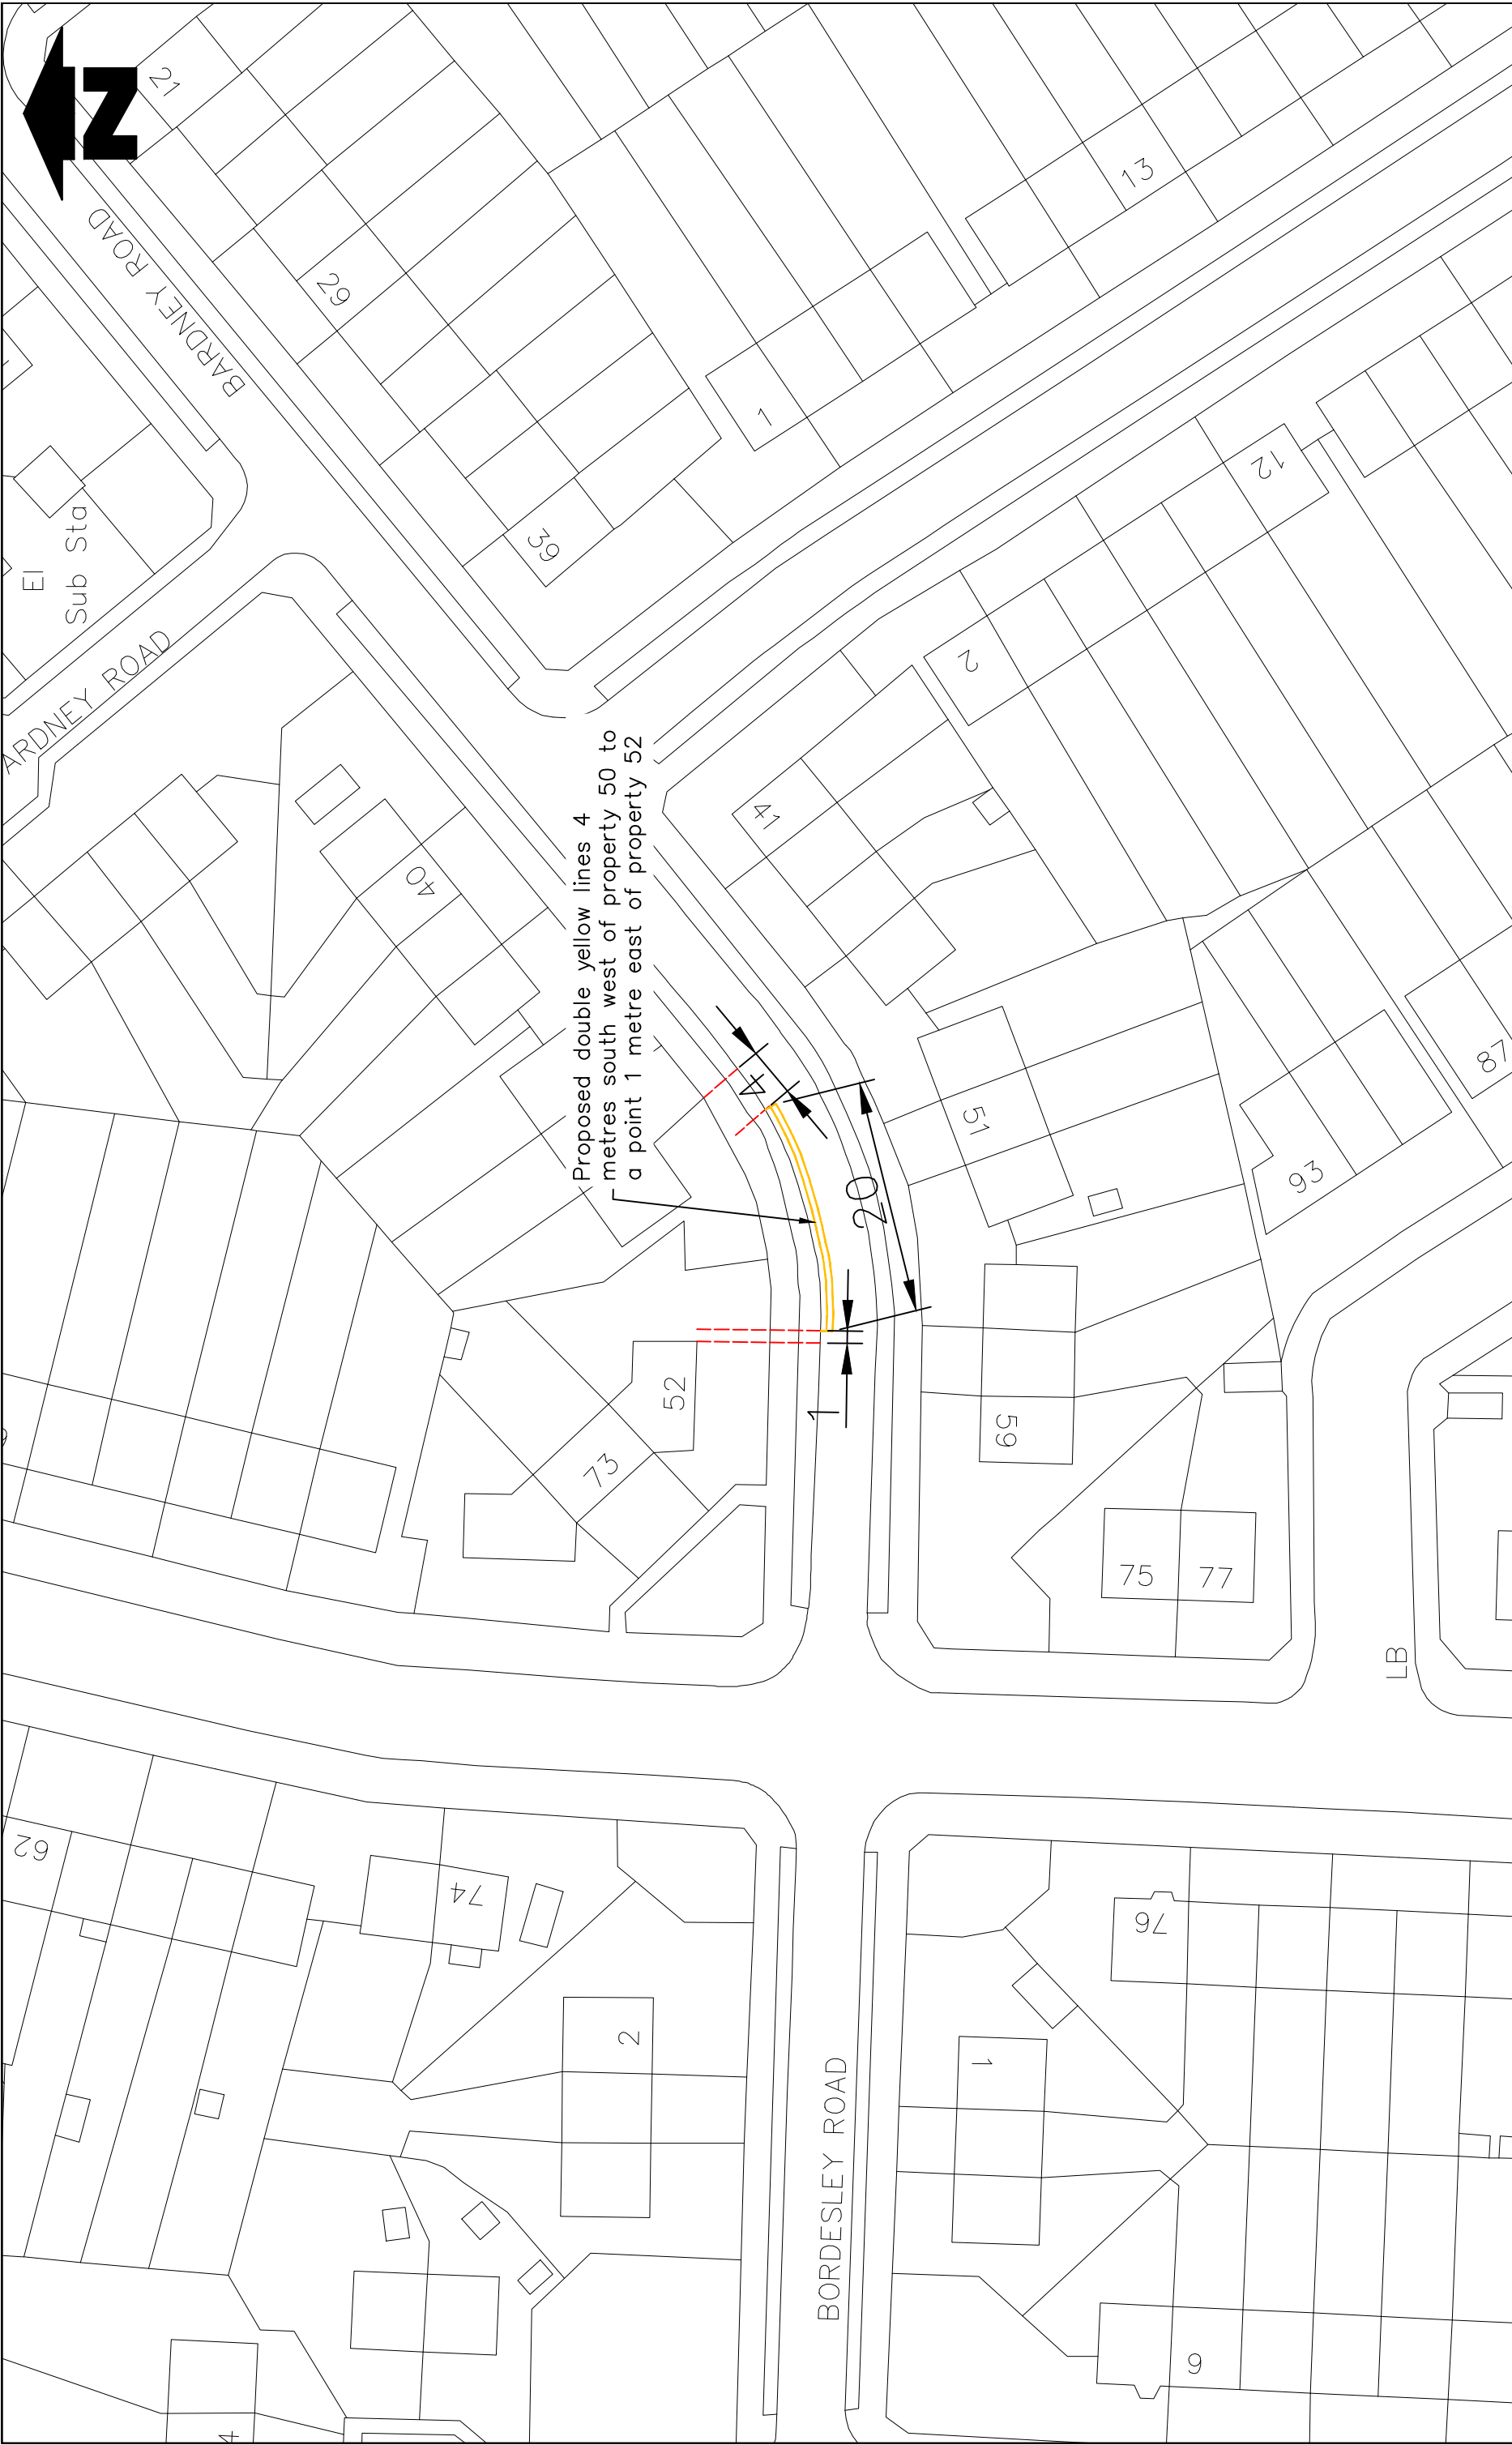 N
21
BARDNEY ROAD
29
13
1
El
Sub Sta
39
12
2
ARDNEY ROAD
40
41
Proposed double yellow lines 4
metres south west of property 50 to
a point 1 metre east of property 52
4
20
51
87
93
1
52
59
73
75
77
LB
62
74
76
2
1
BORDESLEY ROAD
9
4